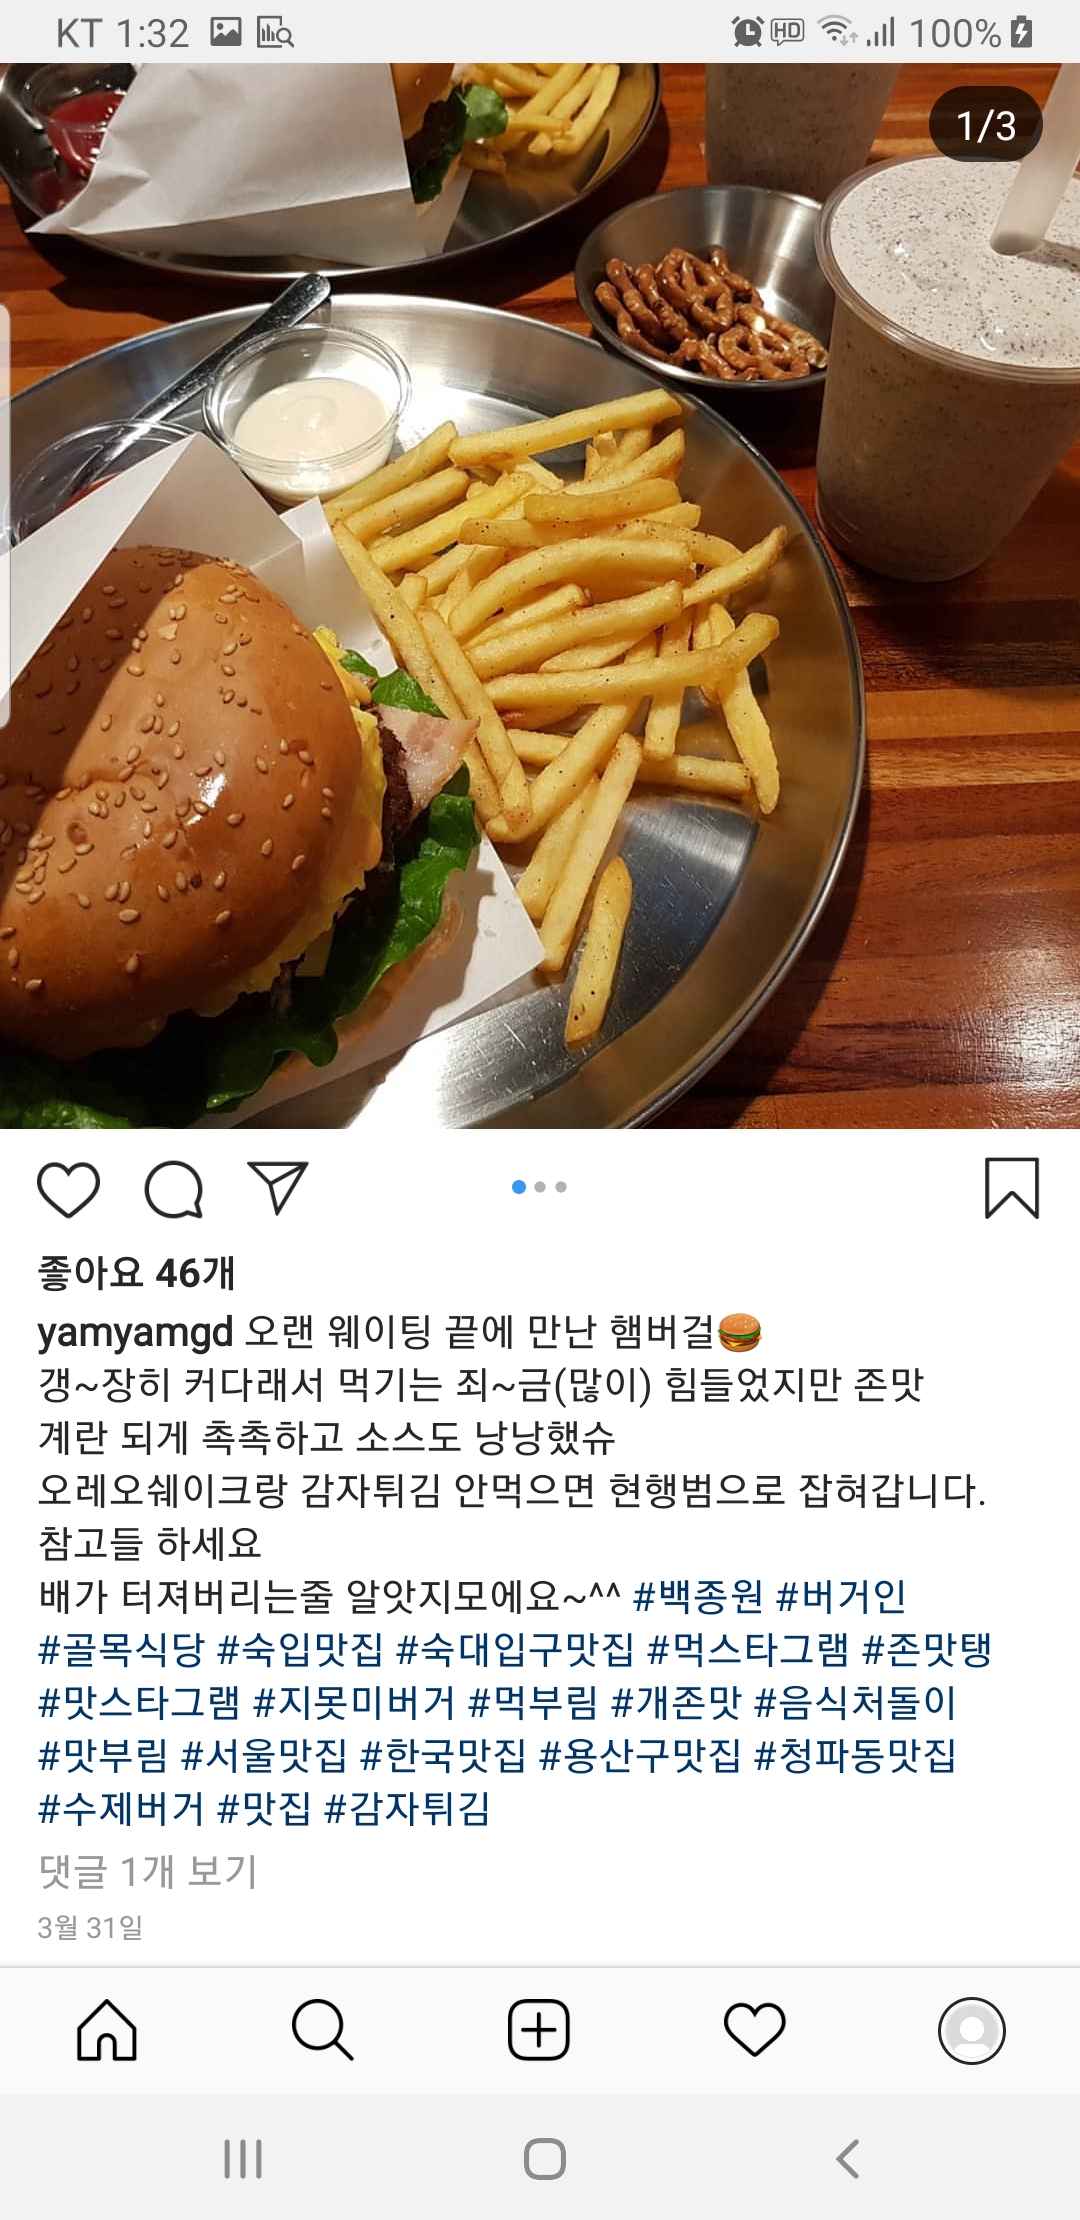 KT 1:32
HD
100%
1/3
좋아요 46개
yamyamgd 오랜 웨이팅 끝에 만난 햄버걸🍔
갱~장히 커다래서 먹기는 죄~금(많이) 힘들었지만 존맛
계란 되게 촉촉하고 소스도 낭낭했슈
오레오쉐이크랑 감자튀김 안먹으면 현행범으로 잡혀갑니다.
참고들 하세요
배가 터져버리는줄 알앗지모에요~^^ #백종원 #버거인
#골목식당 #숙입맛집 #숙대입구맛집 #먹스타그램 #존맛탱
#맛스타그램 #지못미버거 #먹부림 #개존맛 #음식처돌이
#맛부림 #서울맛집 #한국맛집 #용산구맛집 #청파동맛집
#수제버거 #맛집 #감자튀김
댓글 1개 보기
3월 31일